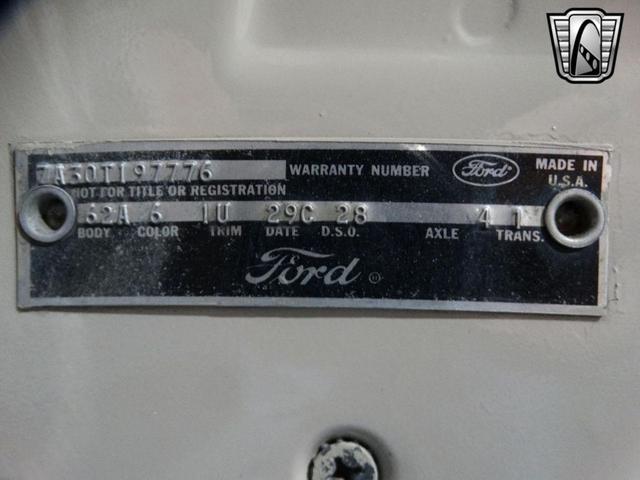 7A30T197776 WARRANTY NUMBER Ford MADE IN
NOT FOR TITLE OR REGISTRATION U.S.A.
62A 6 1U 29C 28 4 1
BODY COLOR TRIM DATE D.S.O. AXLE TRANS.
Ford